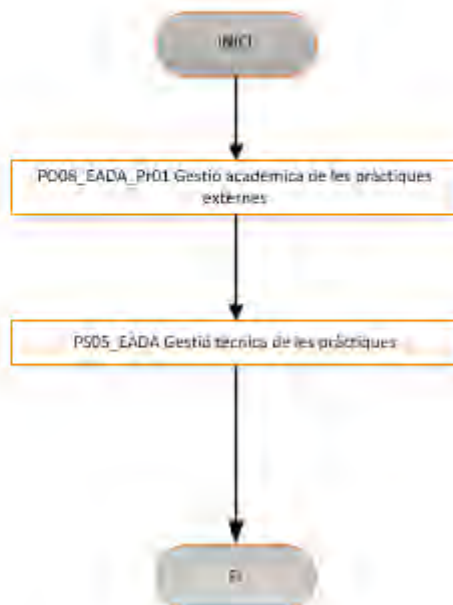 INICI
PO08_EADA_Pr01 Gestió acadèmica de les pràctiques
externes
PS05_EADA Gestió tècnica de les pràctiques
FI